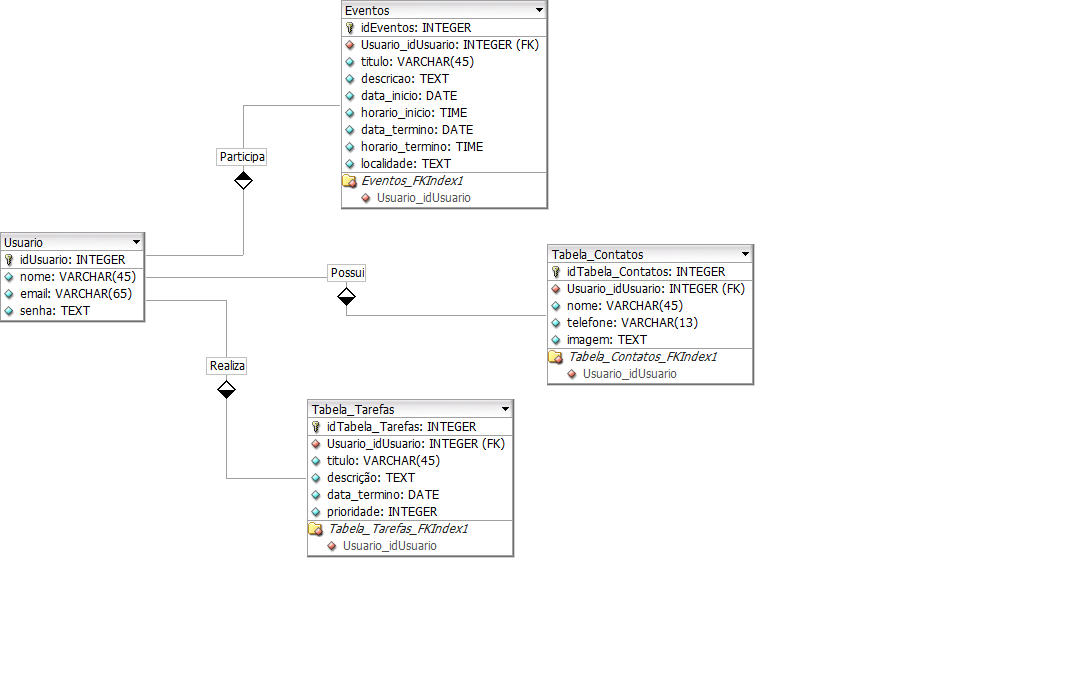 Eventos
idEventos: INTEGER
Usuario_idUsuario: INTEGER (FK)
titulo: VARCHAR(45)
descricao: TEXT
data_inicio: DATE
horario_inicio: TIME
data_termino: DATE
horario_termino: TIME
localidade: TEXT
Eventos_FKIndex1
Usuario_idUsuario
Participa
Usuario
idUsuario: INTEGER
nome: VARCHAR(45)
email: VARCHAR(65)
senha: TEXT
Possui
Tabela_Contatos
idTabela_Contatos: INTEGER
Usuario_idUsuario: INTEGER (FK)
nome: VARCHAR(45)
telefone: VARCHAR(13)
imagem: TEXT
Tabela_Contatos_FKIndex1
Usuario_idUsuario
Realiza
Tabela_Tarefas
idTabela_Tarefas: INTEGER
Usuario_idUsuario: INTEGER (FK)
titulo: VARCHAR(45)
descrição: TEXT
data_termino: DATE
prioridade: INTEGER
Tabela_Tarefas_FKIndex1
Usuario_idUsuario